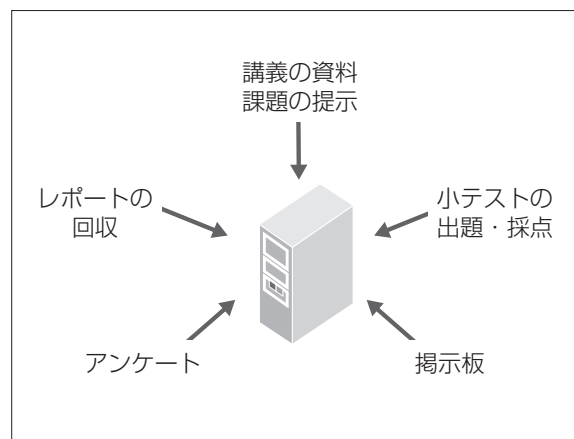 講義の資料
課題の提示
レポートの
回収
小テストの
出題・採点
アンケート
掲示板